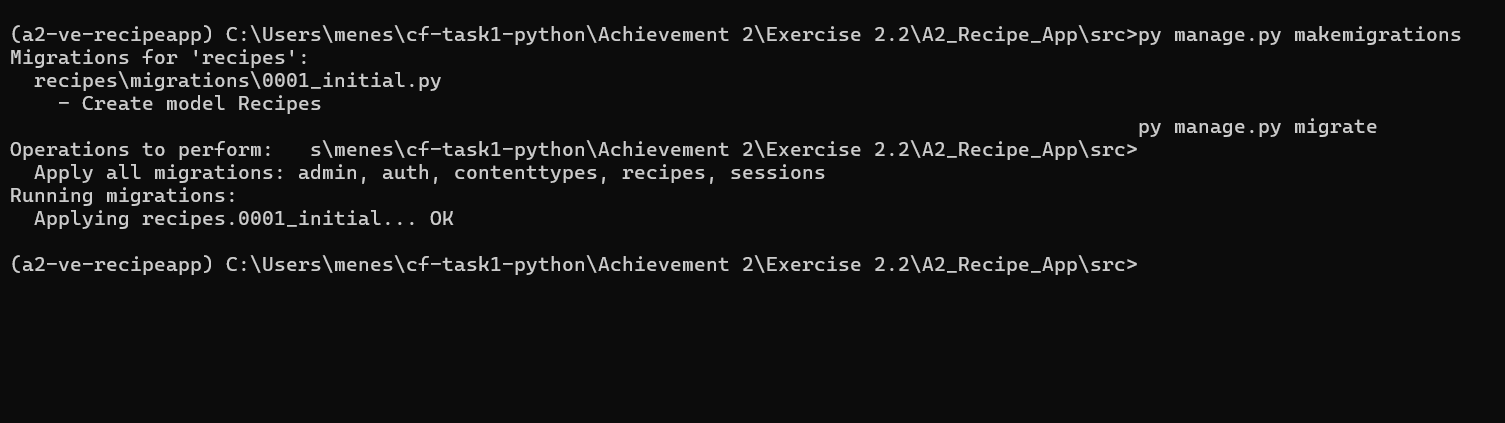 (a2-ve-recipeapp) C:\Users\menes\cf-task1-python\Achievement 2\Exercise 2.2\A2_Recipe_App\src>py manage.py makemigrations
Migrations for 'recipes':
  recipes\migrations\0001_initial.py
    - Create model Recipes
py manage.py migrate
Operations to perform:   s\menes\cf-task1-python\Achievement 2\Exercise 2.2\A2_Recipe_App\src>
  Apply all migrations: admin, auth, contenttypes, recipes, sessions
Running migrations:
  Applying recipes.0001_initial... OK
(a2-ve-recipeapp) C:\Users\menes\cf-task1-python\Achievement 2\Exercise 2.2\A2_Recipe_App\src>